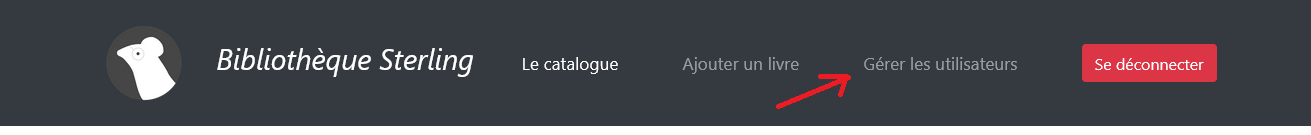 Bibliothèque Sterling Le catalogue Ajouter un livre Gérer les utilisateurs Se déconnecter